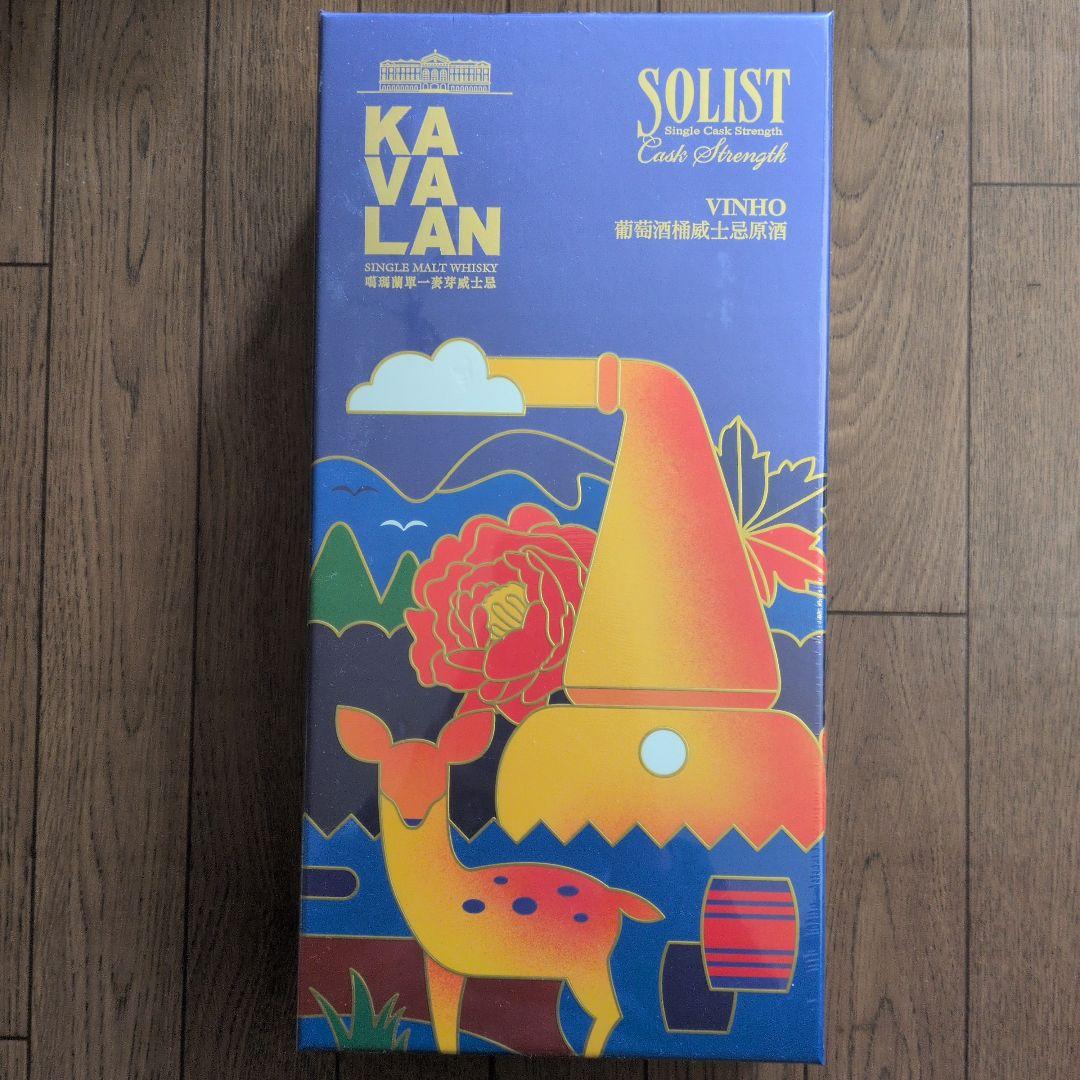 KA
VA
LAN
SINGLE MALT WHISKY
噶瑪蘭單一麥芽威士忌
SOLIST
Single Cask Strength
Cask Strength
VINHO
葡萄酒桶威士忌原酒